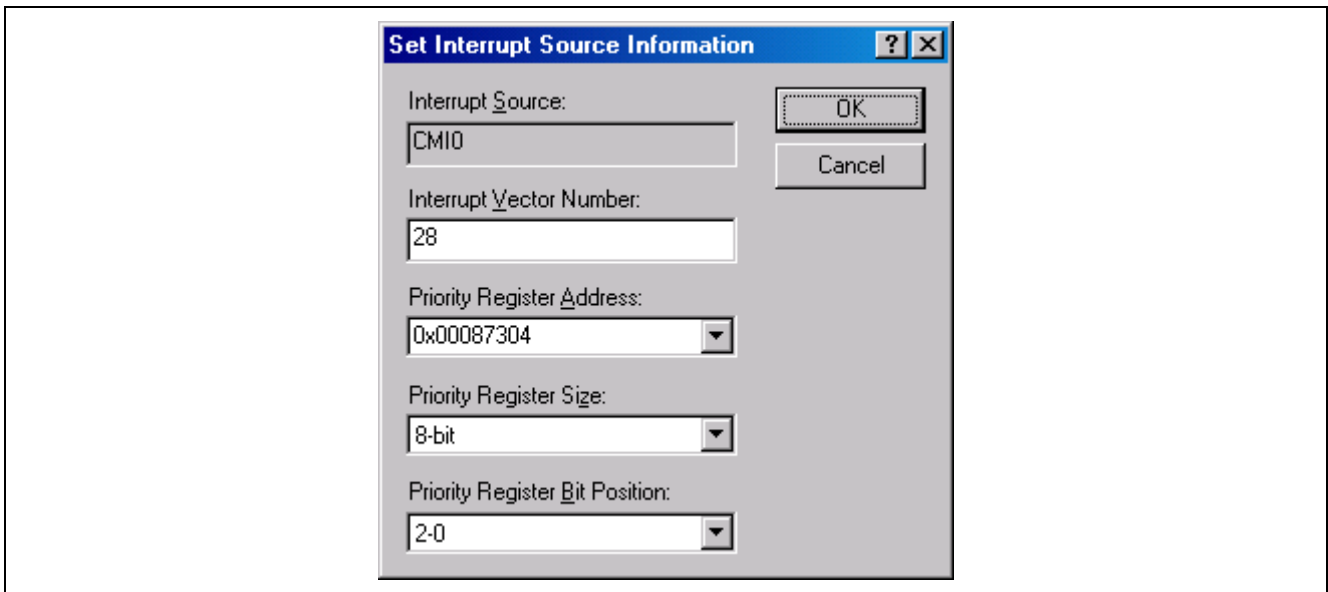 Set Interrupt Source Information
Interrupt Source:
CMI0
OK
Cancel
Interrupt Vector Number:
28
Priority Register Address:
0x00087304
Priority Register Size:
8-bit
Priority Register Bit Position:
2-0